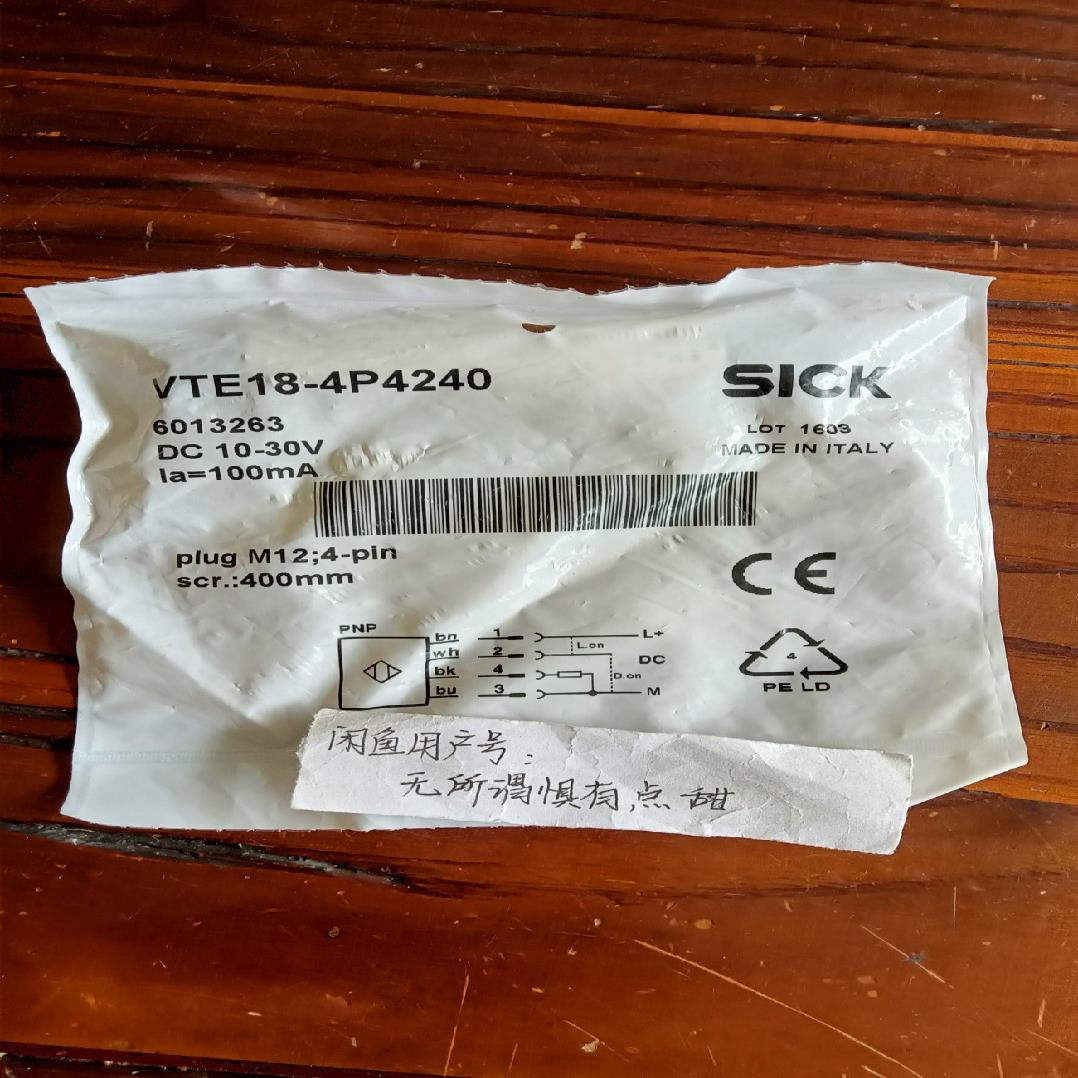 VTE18-4P4240
6013263
DC 10-30V
Ia=100mA
SICK
LOT 1603
MADE IN ITALY
plug M12;4-pin
scr.:400mm
CE
PNP
bn 1 L+
L.on
wh 2 DC
bk 4 D.on
bu 3 M
4
PE LD
闲鱼用户号:
无所谓惧有点甜